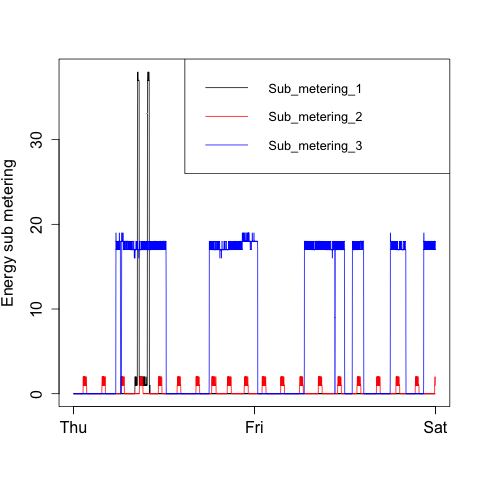 Sub_metering_1
Sub_metering_2
Sub_metering_3
Energy sub metering
30
20
10
0
Thu Fri Sat